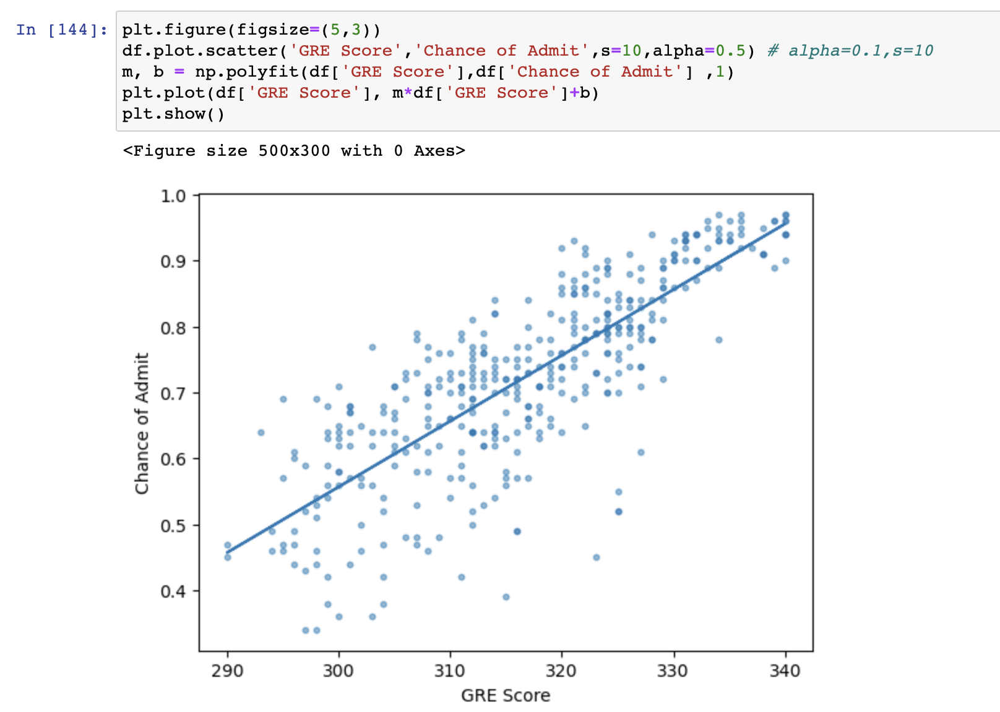 In [144]:
plt.figure(figsize=(5,3))
df.plot.scatter('GRE Score','Chance of Admit',s=10,alpha=0.5) # alpha=0.1,s=10
m, b = np.polyfit(df['GRE Score'],df['Chance of Admit'] ,1)
plt.plot(df['GRE Score'], m*df['GRE Score']+b)
plt.show()
<Figure size 500x300 with 0 Axes>
1.0
0.9
0.8
0.7
0.6
0.5
0.4
Chance of Admit
290 300 310 320 330 340
GRE Score